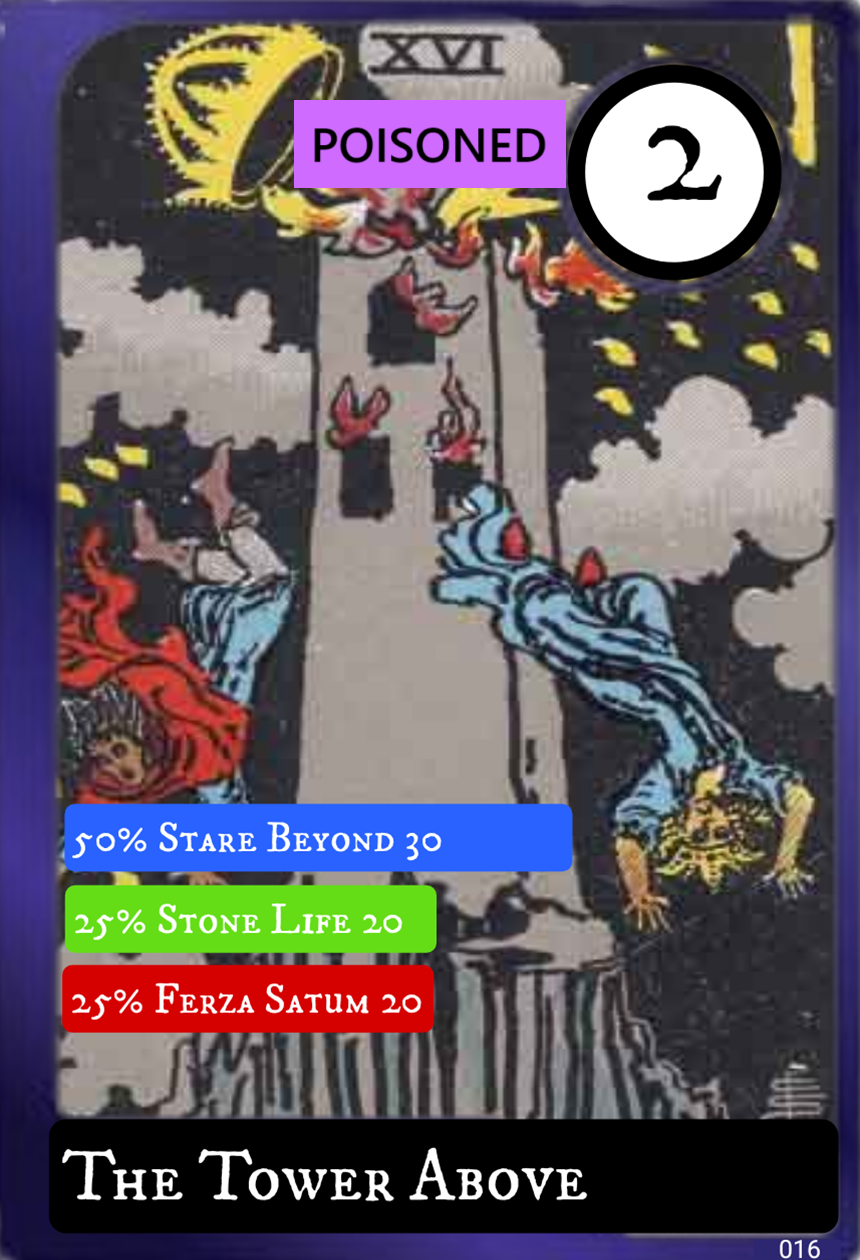 XVI
POISONED
2
50% Stare Beyond 30
25% Stone Life 20
25% Ferza Satum 20
The Tower Above
016